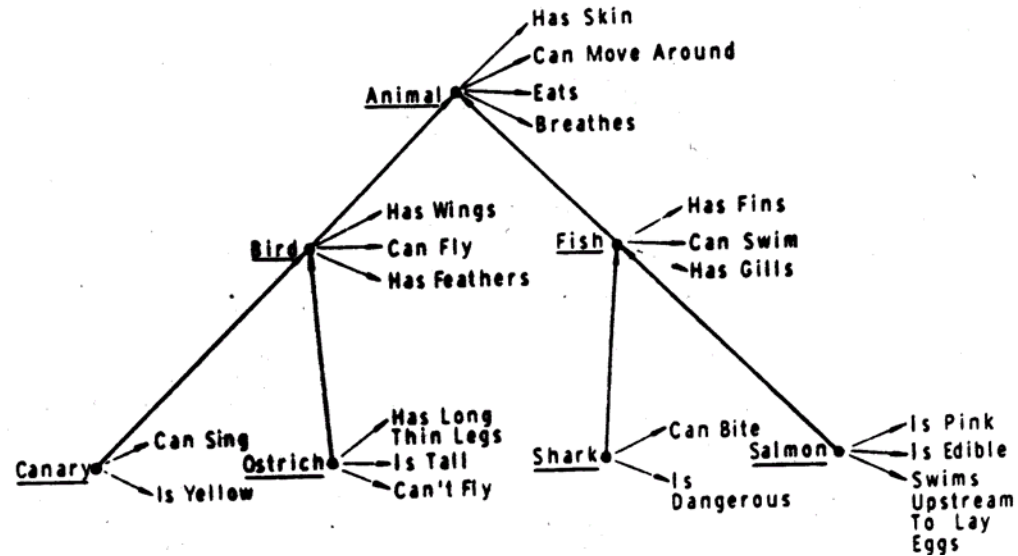 Has Skin
Can Move Around
Animal
Eats
Breathes
Has Wings
Bird
Can Fly
Has Feathers
Has Fins
Fish
Can Swim
Has Gills
Can Sing
Canary
Is Yellow
Has Long
Thin Legs
Ostrich
Is Tall
Can't Fly
Can Bite
Shark
Is
Dangerous
Is Pink
Salmon
Is Edible
Swims
Upstream
To Lay
Eggs